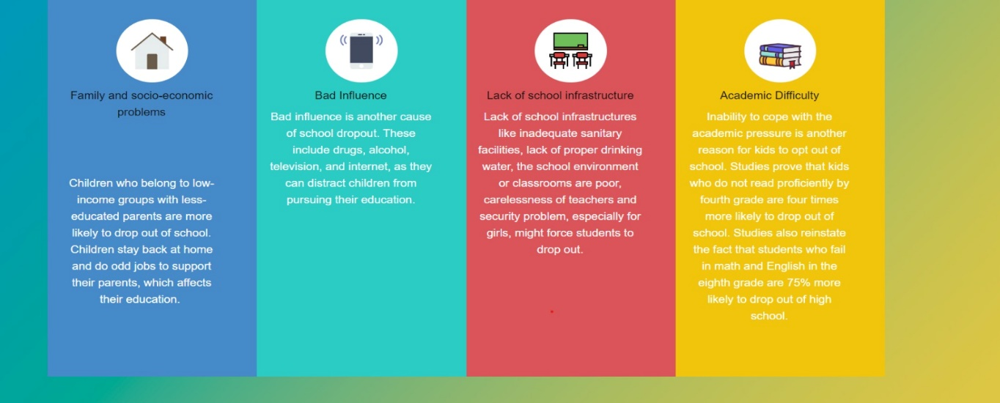 Family and socio-economic
problems
Children who belong to low-
income groups with less-
educated parents are more
likely to drop out of school.
Children stay back at home
and do odd jobs to support
their parents, which affects
their education.
Bad Influence
Bad influence is another cause
of school dropout. These
include drugs, alcohol,
television, and internet, as they
can distract children from
pursuing their education.
Lack of school infrastructure
Lack of school infrastructures
like inadequate sanitary
facilities, lack of proper drinking
water, the school environment
or classrooms are poor,
carelessness of teachers and
security problem, especially for
girls, might force students to
drop out.
Academic Difficulty
Inability to cope with the
academic pressure is another
reason for kids to opt out of
school. Studies prove that kids
who do not read proficiently by
fourth grade are four times
more likely to drop out of
school. Studies also reinstate
the fact that students who fail
in math and English in the
eighth grade are 75% more
likely to drop out of high
school.